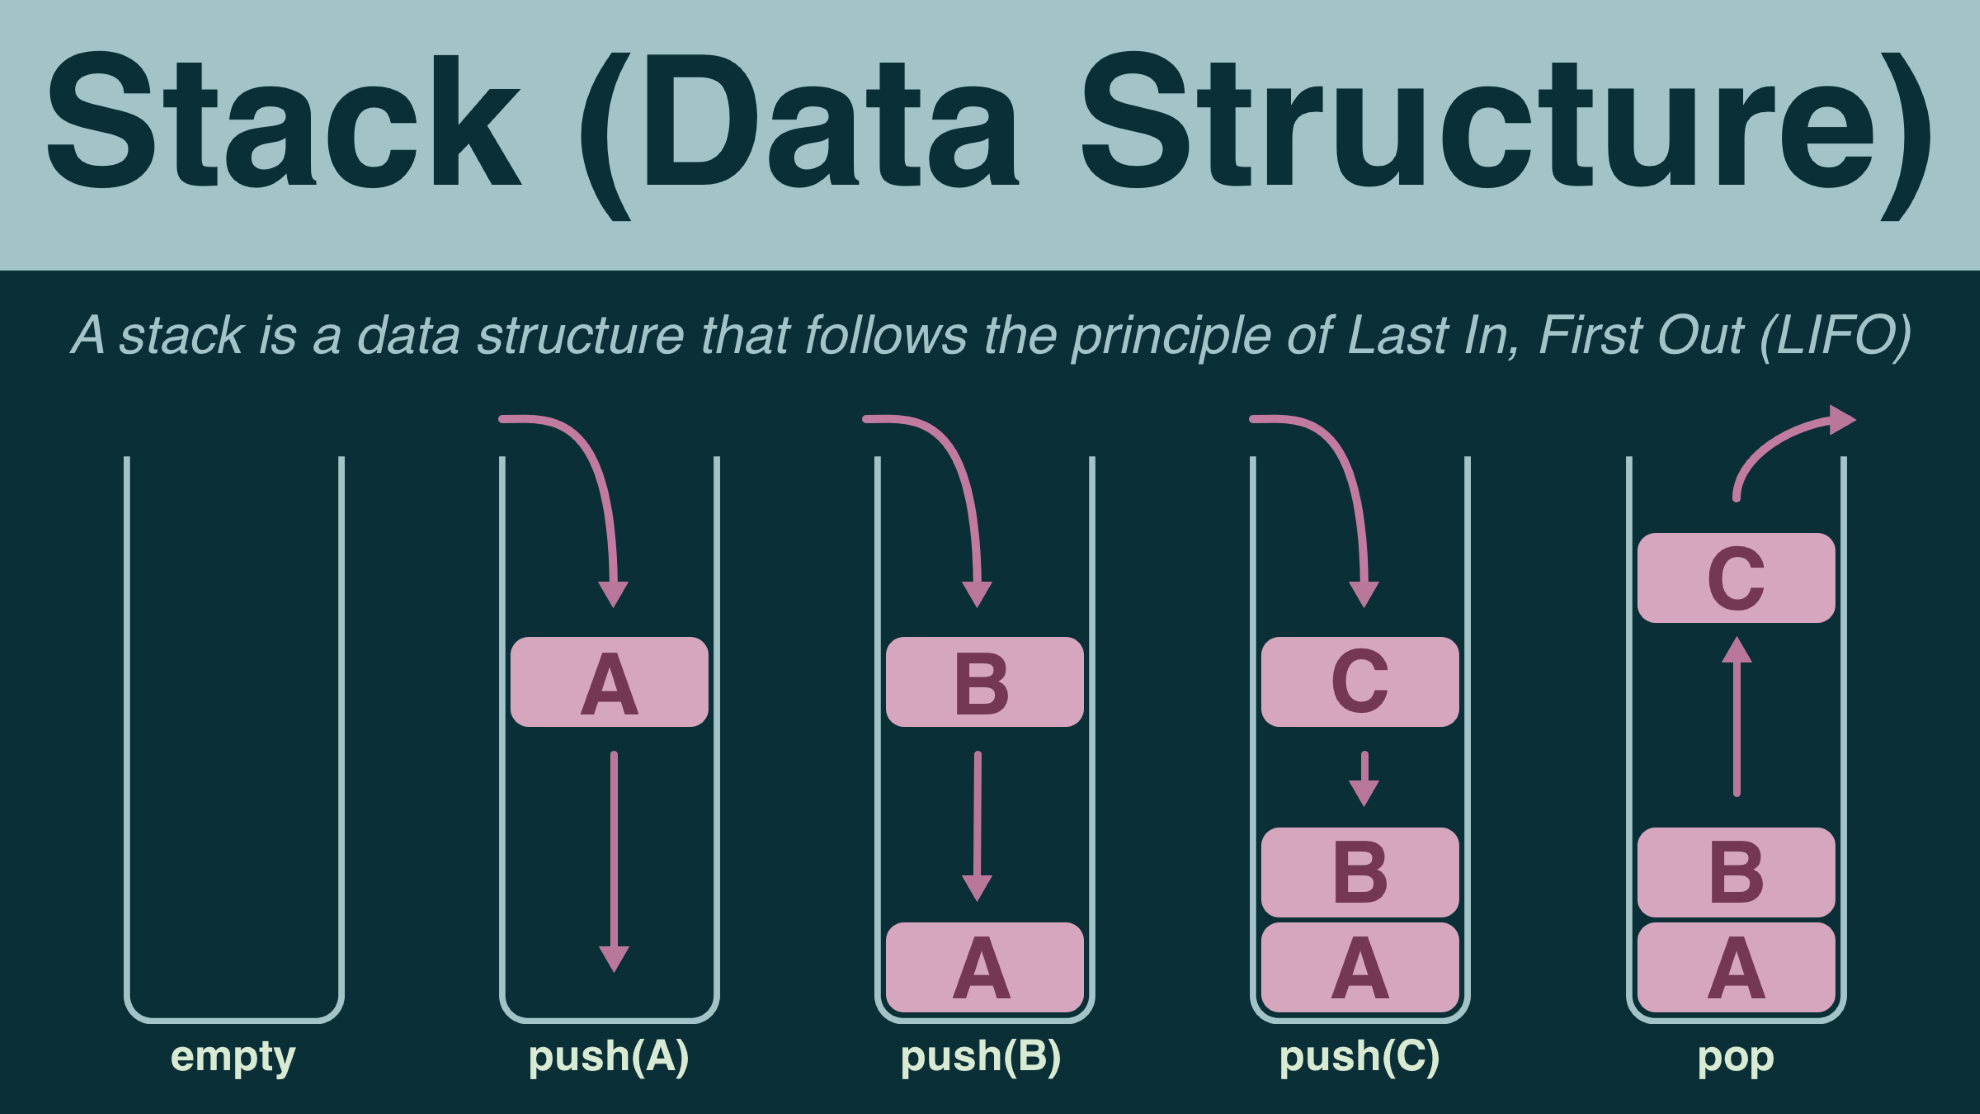 Stack (Data Structure)
A stack is a data structure that follows the principle of Last In, First Out (LIFO)
A
B
A
C
B
A
C
B
A
empty
push(A)
push(B)
push(C)
pop